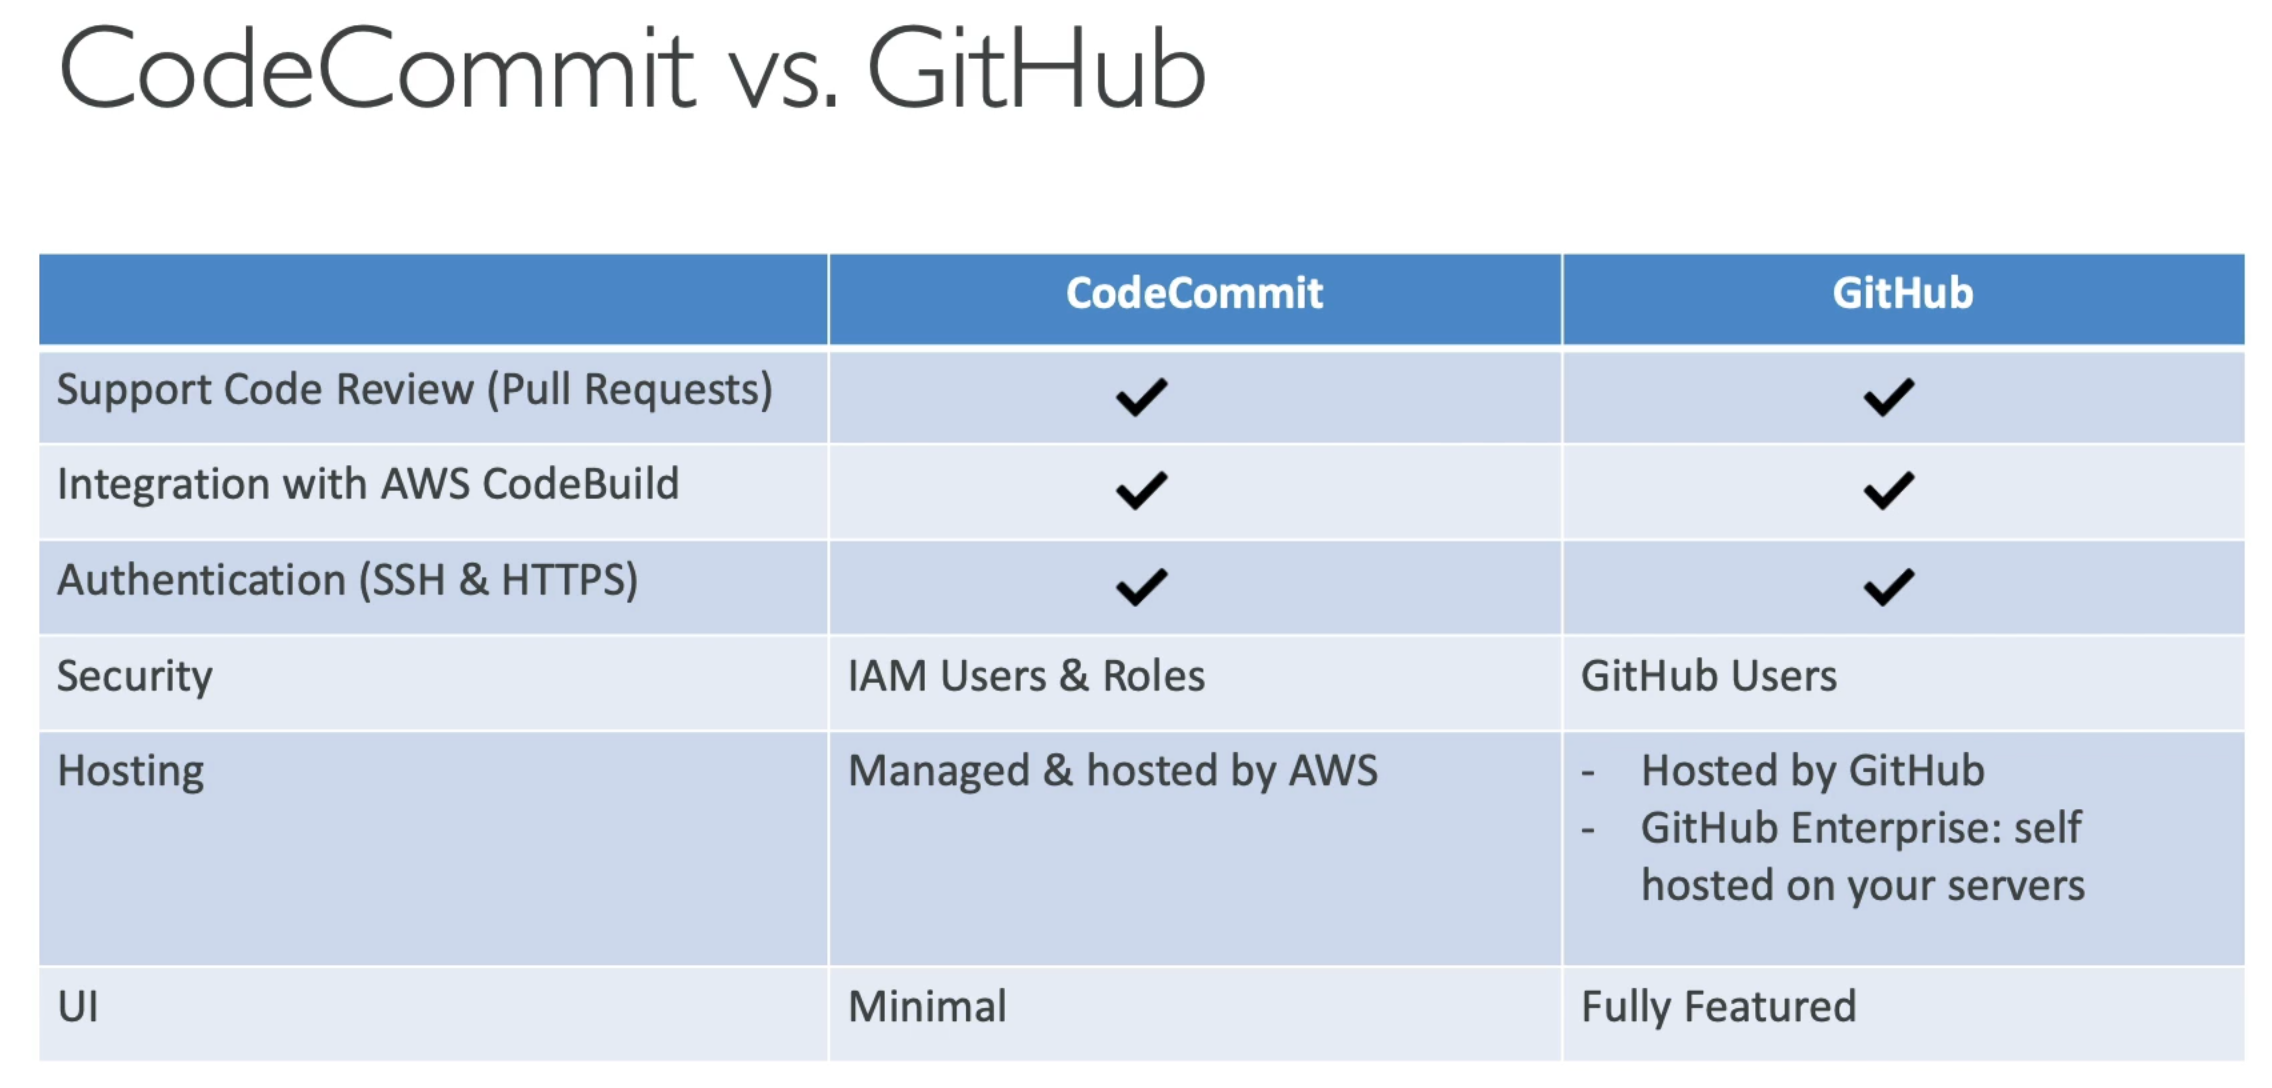 CodeCommit vs. GitHub
CodeCommit GitHub
Support Code Review (Pull Requests) ✔ ✔
Integration with AWS CodeBuild ✔ ✔
Authentication (SSH & HTTPS) ✔ ✔
Security IAM Users & Roles GitHub Users
Hosting Managed & hosted by AWS - Hosted by GitHub
- GitHub Enterprise: self
hosted on your servers
UI Minimal Fully Featured